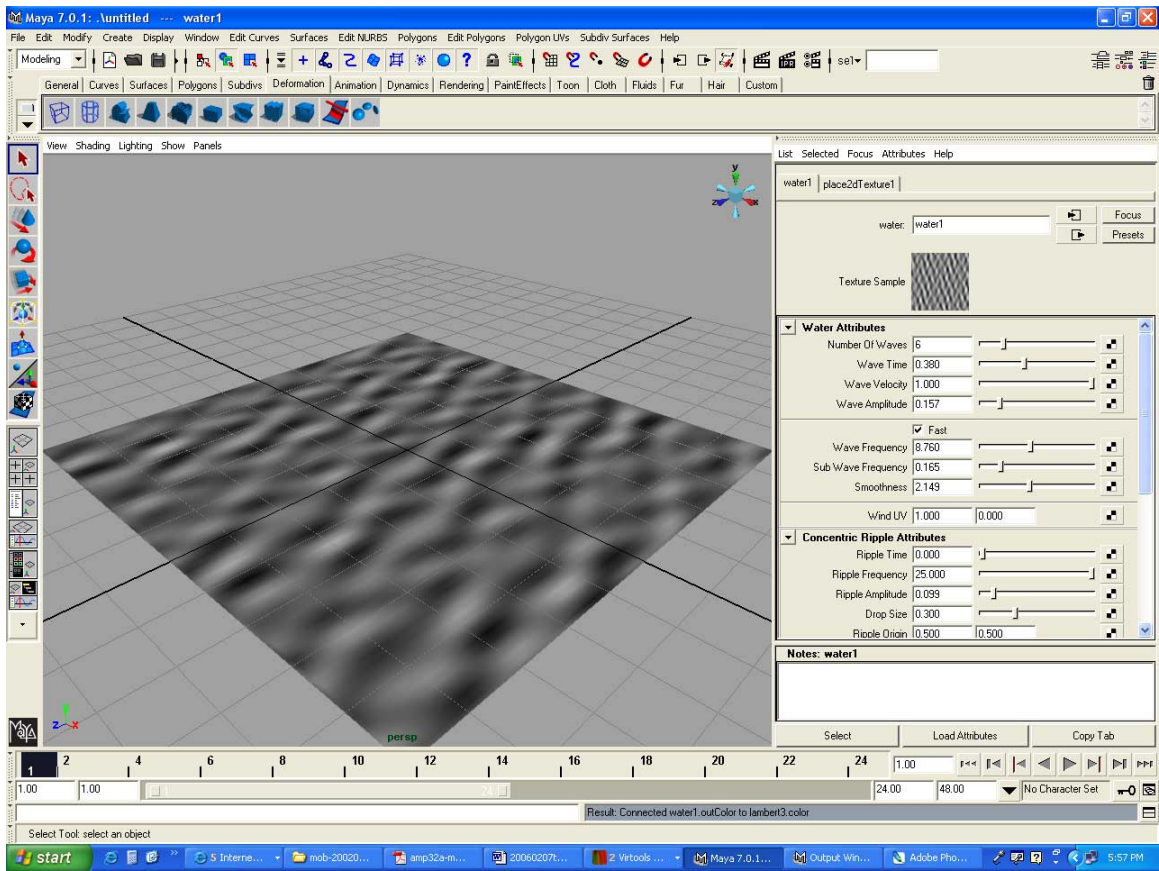 Maya 7.0.1: .\untitled --- water1
File Edit Modify Create Display Window Edit Curves Surfaces Edit NURBS Polygons Edit Polygons Polygon UVs Subdiv Surfaces Help
Modeling
sel
General Curves Surfaces Polygons Subdivs Deformation Animation Dynamics Rendering PaintEffects Toon Cloth Fluids Fur Hair Custom
View Shading Lighting Show Panels
List Selected Focus Attributes Help
water1 place2dTexture1
water: water1
Focus
Presets
Texture Sample
Water Attributes
Number Of Waves 6
Wave Time 0.380
Wave Velocity 1.000
Wave Amplitude 0.157
Fast
Wave Frequency 8.760
Sub Wave Frequency 0.165
Smoothness 2.149
Wind UV 1.000 0.000
Concentric Ripple Attributes
Ripple Time 0.000
Ripple Frequency 25.000
Ripple Amplitude 0.099
Drop Size 0.300
Ripple Origin 0.500 0.500
Notes: water1
Select Load Attributes Copy Tab
y
z x
y
z x
persp
MAYA
1 2 4 6 8 10 12 14 16 18 20 22 24 1.00
1.00 1.00 1 24 24.00 48.00 No Character Set
Result: Connected water1.outColor to lambert3.color
Select Tool: select an object
start 5 Interne... mob-20020... amp32a-m... 20060207t... 2 Virtools ... Maya 7.0.1... Output Win... Adobe Pho... 5:57 PM